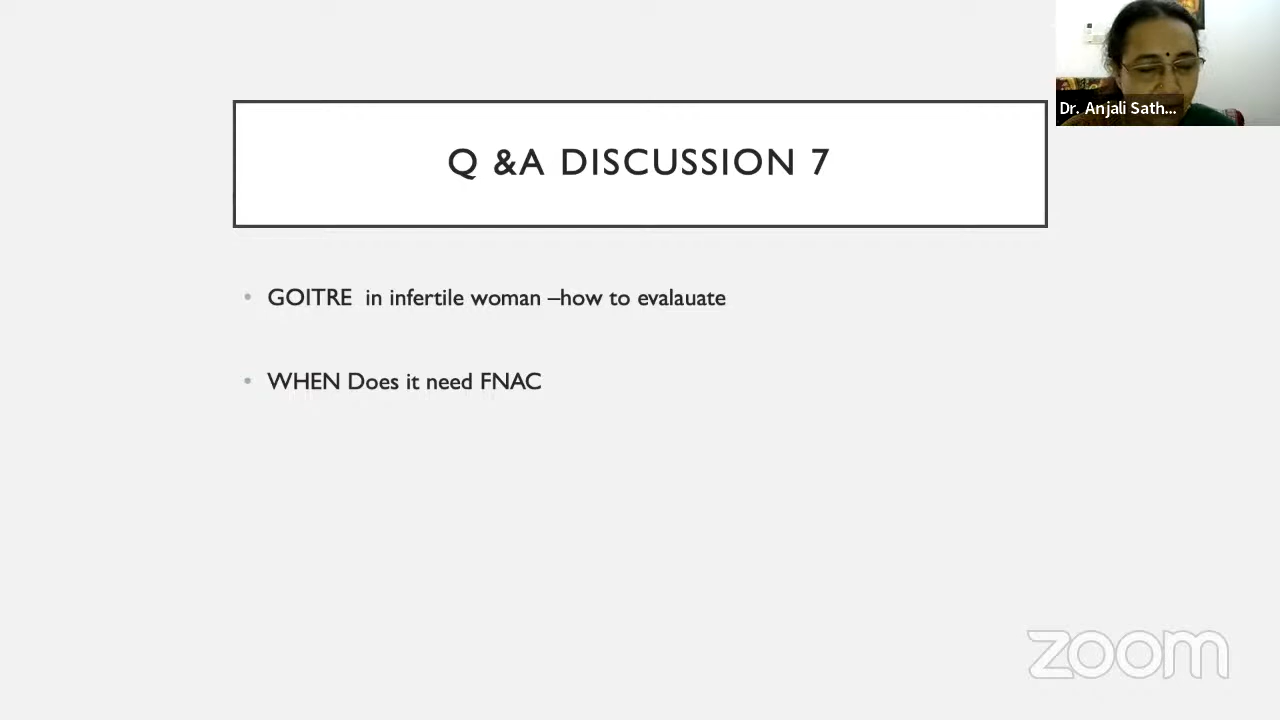 Dr. Anjali Sath...
Q &A DISCUSSION 7
• GOITRE in infertile woman –how to evalauate
• WHEN Does it need FNAC
zoom